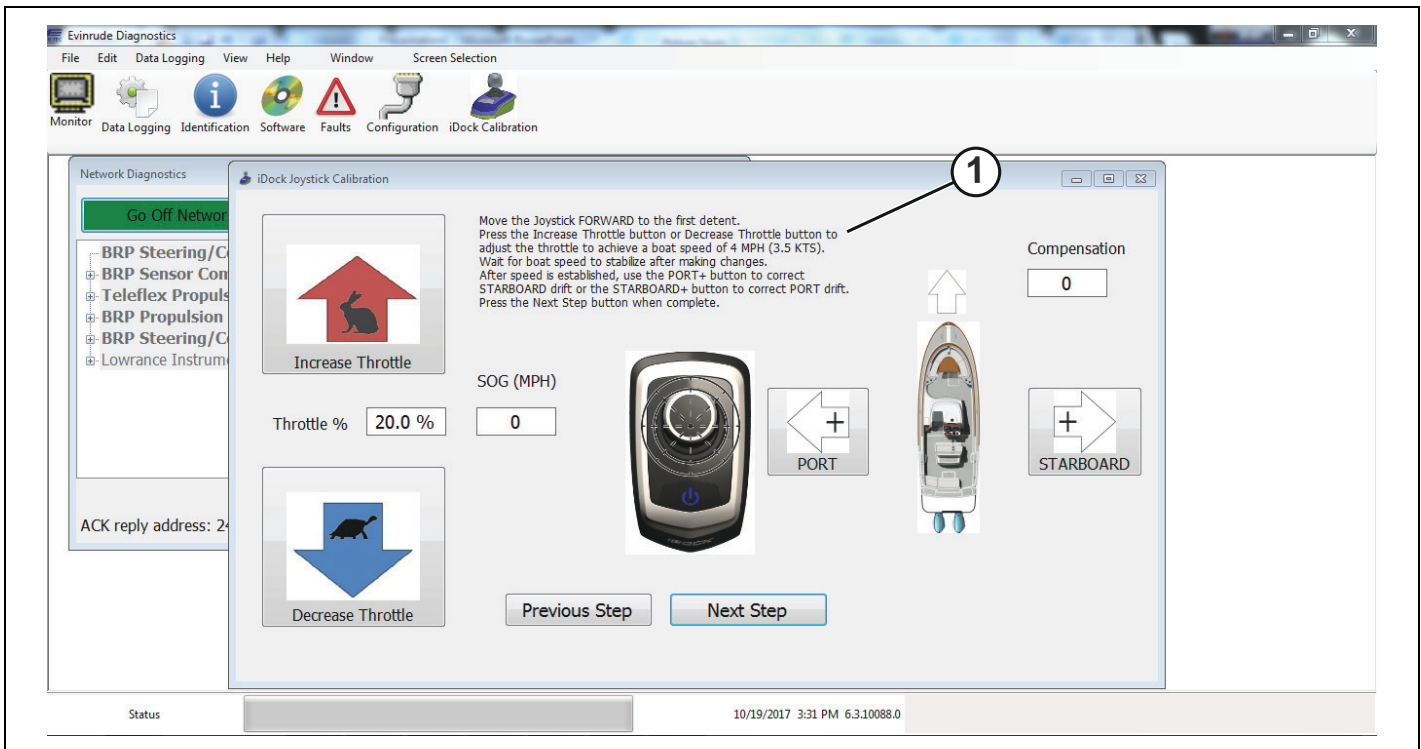 Evinrude Diagnostics
File Edit Data Logging View Help Window Screen Selection
Monitor Data Logging Identification Software Faults Configuration iDock Calibration
Network Diagnostics
Go Off Networ
BRP Steering/C
BRP Sensor Con
Teleflex Propuls
BRP Propulsion
BRP Steering/C
Lowrance Instrume
ACK reply address: 24
iDock Joystick Calibration
1
Increase Throttle
Throttle % 20.0 %
Decrease Throttle
Move the Joystick FORWARD to the first detent.
Press the Increase Throttle button or Decrease Throttle button to
adjust the throttle to achieve a boat speed of 4 MPH (3.5 KTS).
Wait for boat speed to stabilize after making changes.
After speed is established, use the PORT+ button to correct
STARBOARD drift or the STARBOARD+ button to correct PORT drift.
Press the Next Step button when complete.
SOG (MPH)
0
+
PORT
Compensation
0
+
STARBOARD
Previous Step Next Step
Status 10/19/2017 3:31 PM 6.3.10088.0